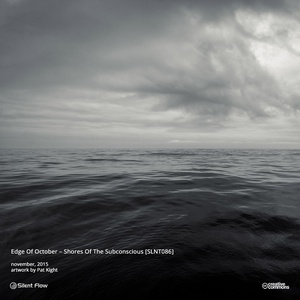 Edge Of October – Shores Of The Subconscious [SLNT086]
november, 2015
artwork by Pat Kight
Silent Flow
creative
commons